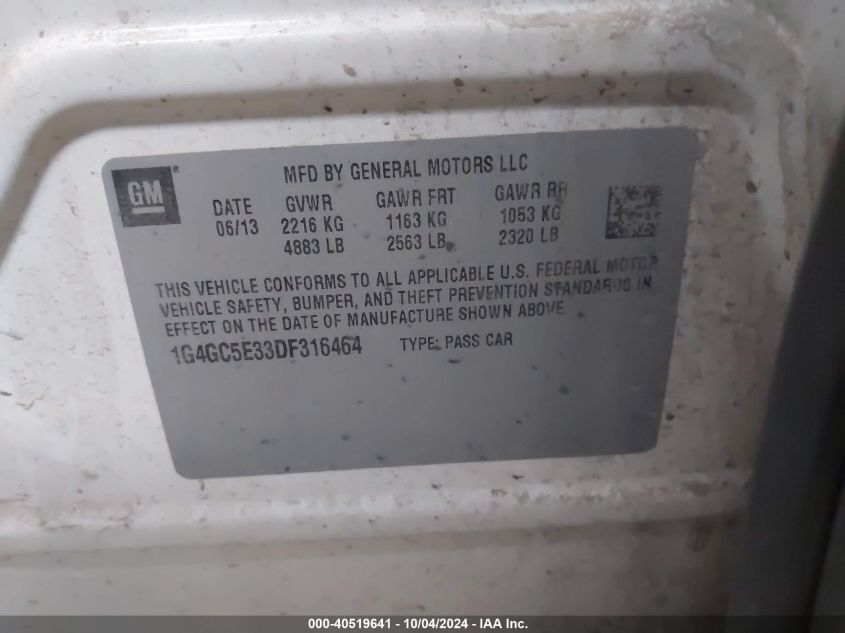 GM
MFD BY GENERAL MOTORS LLC
DATE GVWR GAWR FRT GAWR RR
06/13 2216 KG 1163 KG 1053 KG
4883 LB 2563 LB 2320 LB
THIS VEHICLE CONFORMS TO ALL APPLICABLE U.S. FEDERAL MOTOR
VEHICLE SAFETY, BUMPER, AND THEFT PREVENTION STANDARDS IN
EFFECT ON THE DATE OF MANUFACTURE SHOWN ABOVE.
1G4GC5E33DF316464 TYPE: PASS CAR
000-40519641 - 10/04/2024 - IAA Inc.